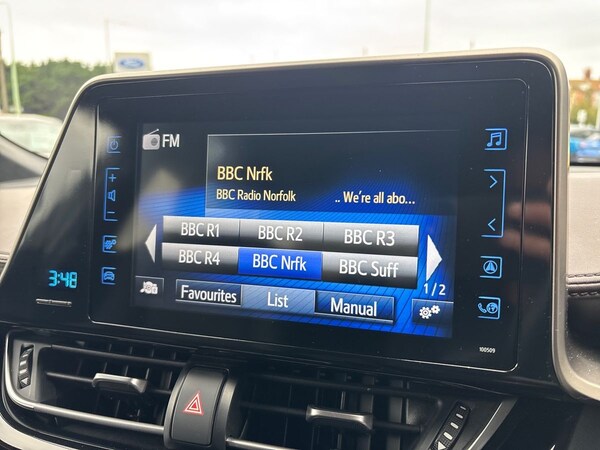 FM
BBC Nrfk
BBC Radio Norfolk .. We're all abo...
BBC R1 BBC R2 BBC R3
BBC R4 BBC Nrfk BBC Suff
1/2
Favourites List Manual
3:48
100509